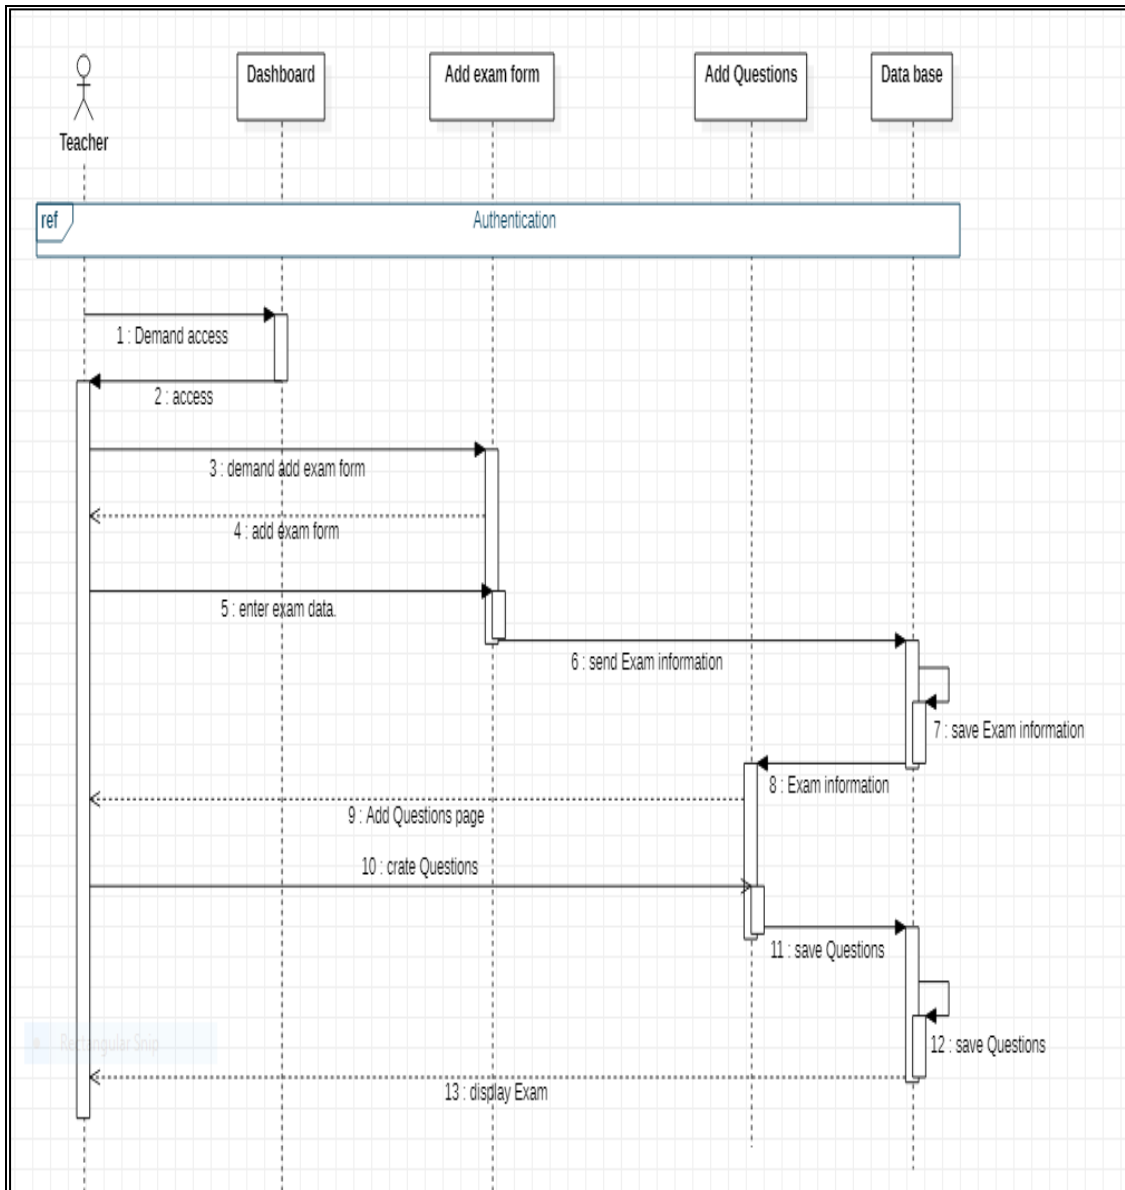 Dashboard
Add exam form
Add Questions
Data base
Teacher
ref
Authentication
1 : Demand access
2 : access
3 : demand add exam form
4 : add exam form
5 : enter exam data.
6 : send Exam information
7 : save Exam information
8 : Exam information
9 : Add Questions page
10 : crate Questions
11 : save Questions
12 : save Questions
Rectangular Snip
13 : display Exam